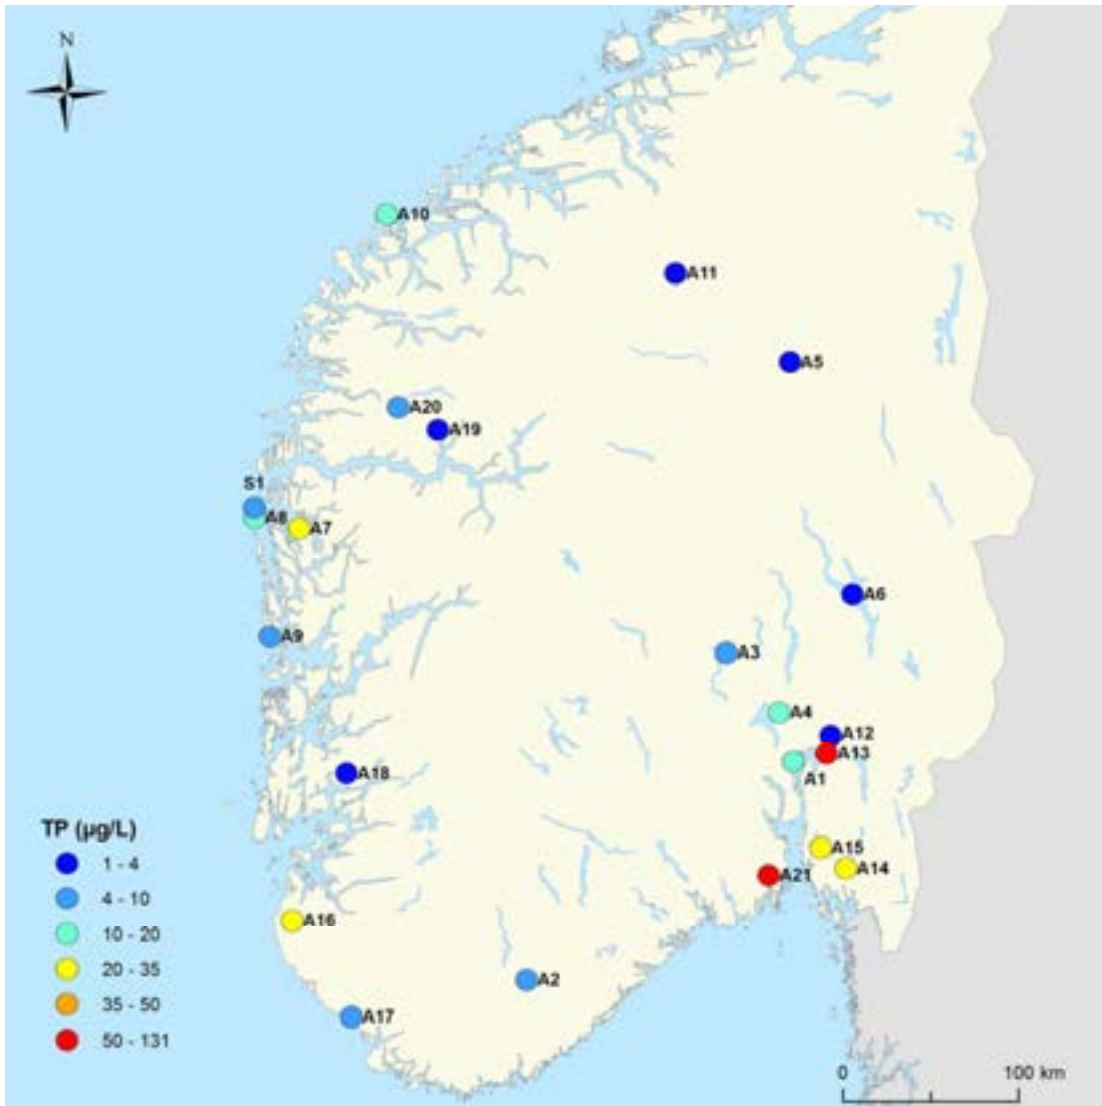 N
A10
A11
A5
A20
A19
S1
A8
A7
A6
A9
A3
A4
A12
A13
A1
A18
TP (µg/L)
1 - 4
A15
A14
A21
4 - 10
A16
10 - 20
20 - 35
A2
35 - 50
A17
50 - 131
0 100 km